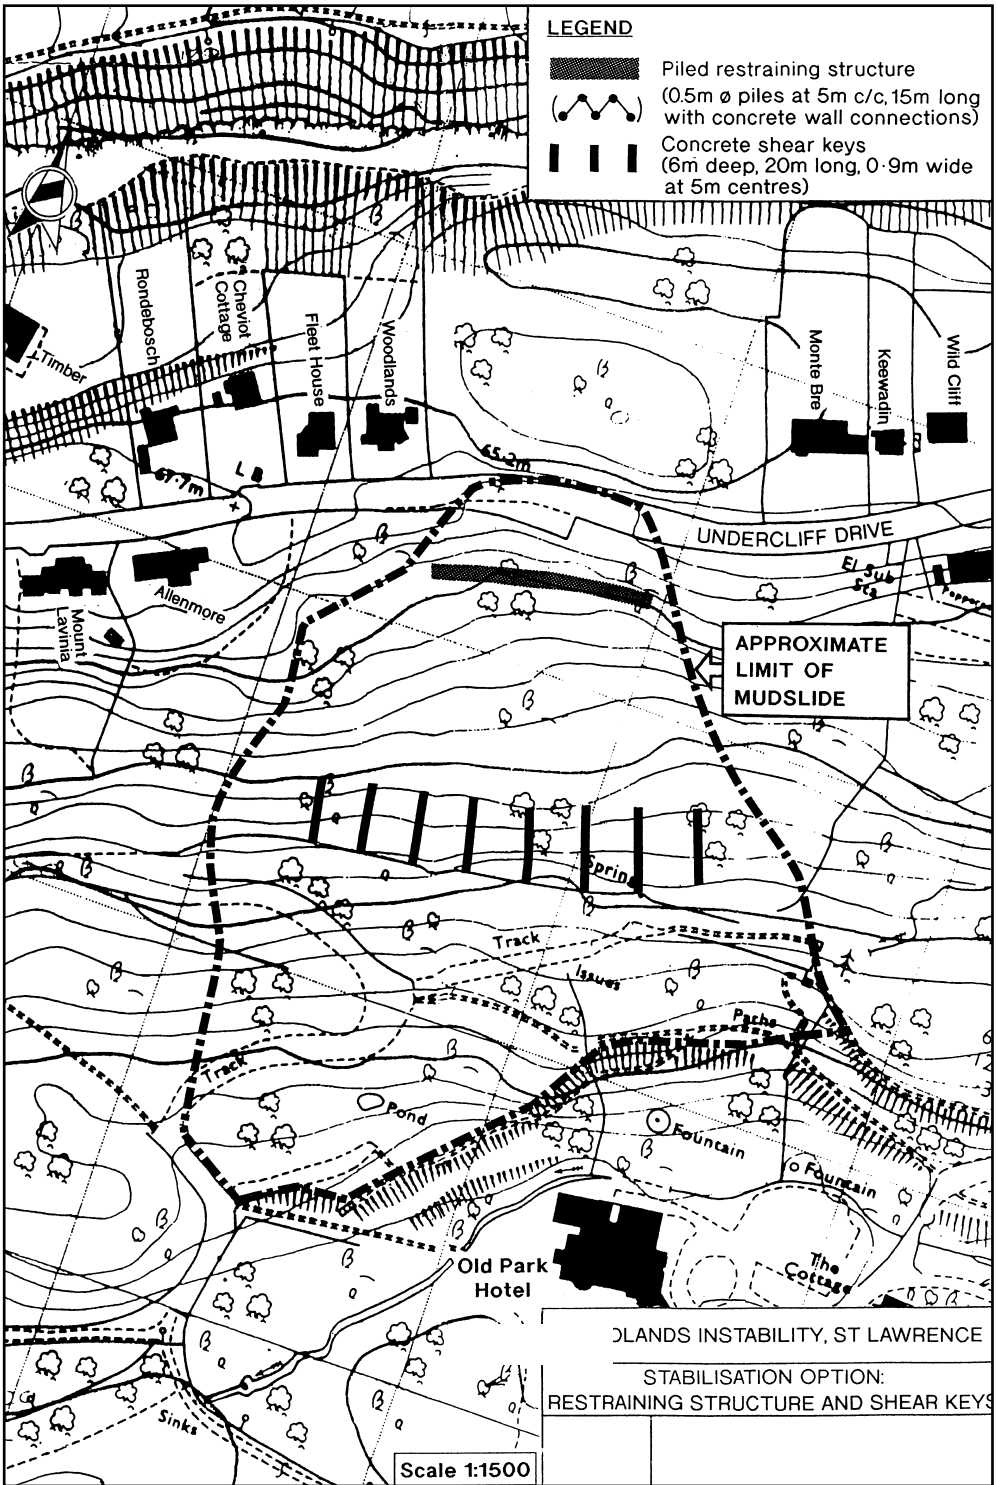 LEGEND
Piled restraining structure
(0.5m ø piles at 5m c/c, 15m long
with concrete wall connections)
Concrete shear keys
(6m deep, 20m long, 0·9m wide
at 5m centres)
Timber
Rondebosch
Cheviot
Cottage
Fleet House
Woodlands
Monte Bre
Keewadin
Wild Cliff
65·2m
67·7m
L B
UNDERCLIFF DRIVE
El Sub
Sta
Mount
Lavinia
Allenmore
APPROXIMATE
LIMIT OF
MUDSLIDE
Spring
Track
Issues
Paths
Track
Pond
Fountain
Fountain
Old Park
Hotel
The
Cottage
Sinks
DLANDS INSTABILITY, ST LAWRENCE
STABILISATION OPTION:
RESTRAINING STRUCTURE AND SHEAR KEYS
Scale 1:1500